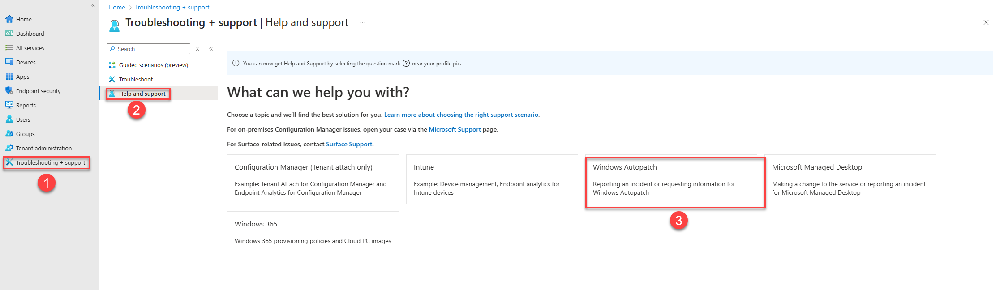 Home
Dashboard
All services
Devices
Apps
Endpoint security
Reports
Users
Groups
Tenant administration
Troubleshooting + support
1
Home > Troubleshooting + support
Troubleshooting + support | Help and support ...
Search
Guided scenarios (preview)
Troubleshoot
Help and support
2
You can now get Help and Support by selecting the question mark ? near your profile pic.
What can we help you with?
Choose a topic and we'll find the best solution for you. Learn more about choosing the right support scenario.
For on-premises Configuration Manager issues, open your case via the Microsoft Support page.
For Surface-related issues, contact Surface Support.
Configuration Manager (Tenant attach only)
Example: Tenant Attach for Configuration Manager and
Endpoint Analytics for Configuration Manager
Intune
Example: Device management, Endpoint analytics for
Intune devices
Windows Autopatch
Reporting an incident or requesting information for
Windows Autopatch
3
Microsoft Managed Desktop
Making a change to the service or reporting an incident
for Microsoft Managed Desktop
Windows 365
Windows 365 provisioning policies and Cloud PC images